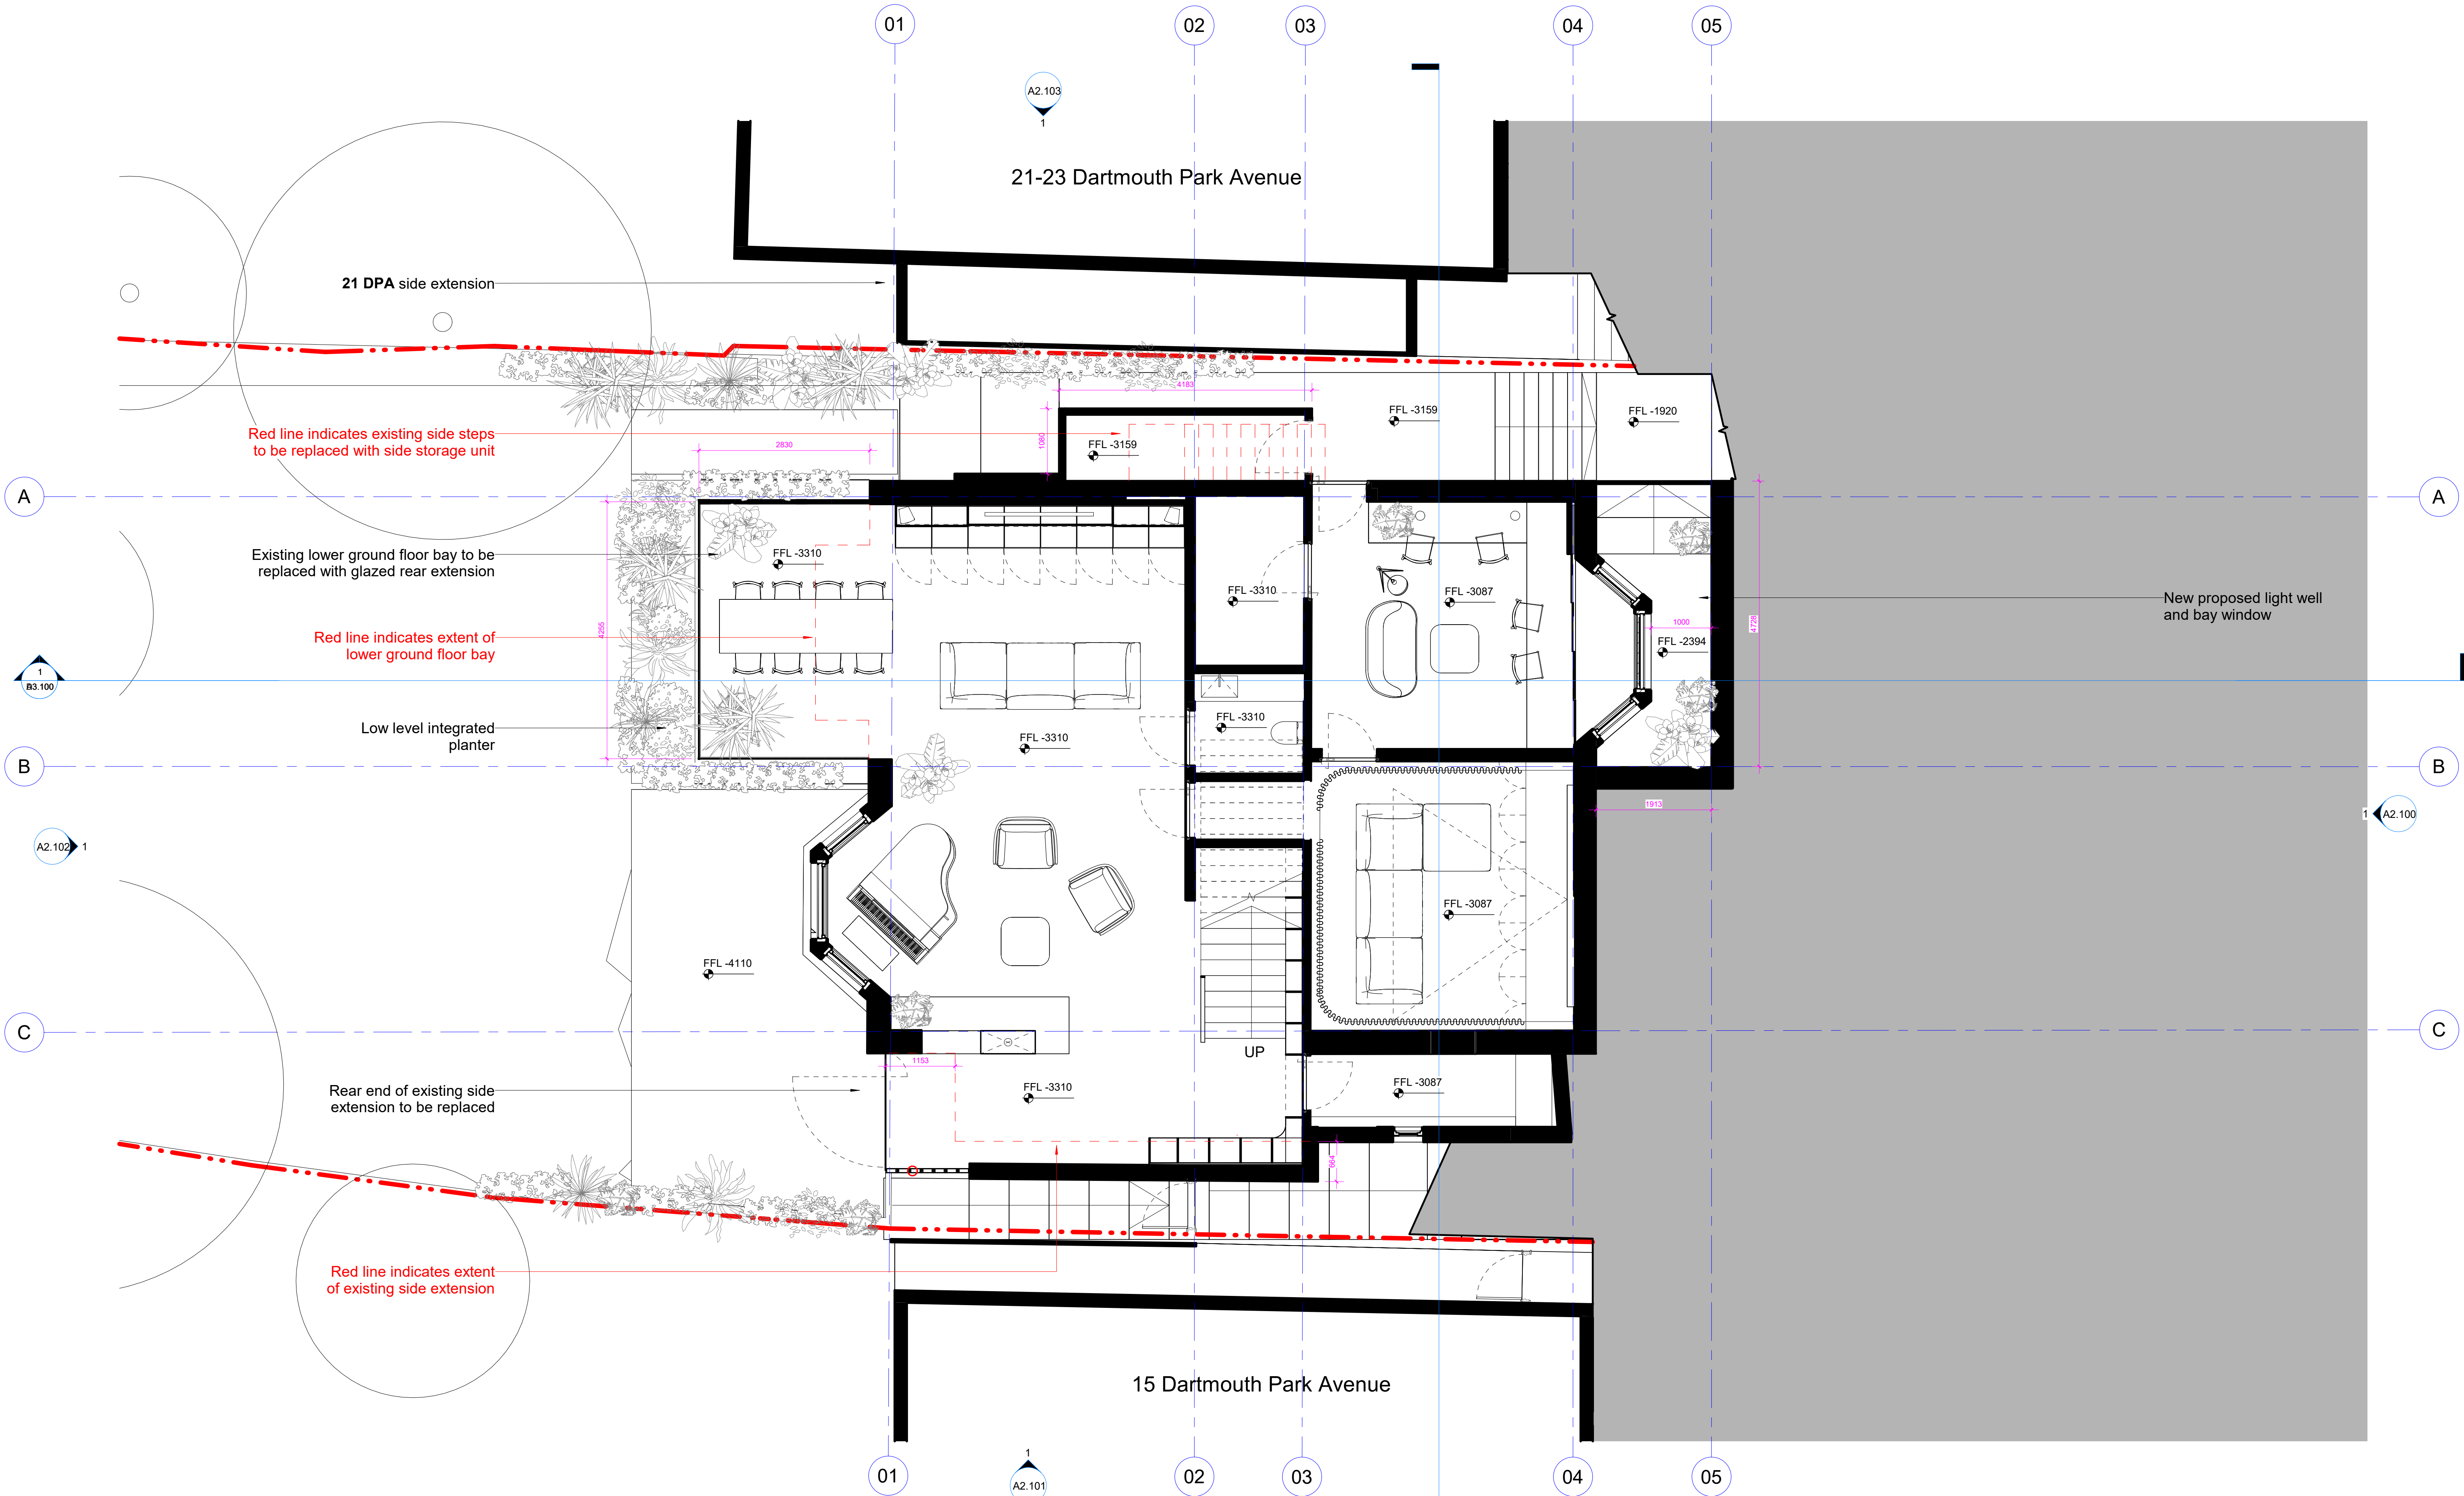 01
02
03
04
05
A2.103
1
21-23 Dartmouth Park Avenue
21 DPA side extension
4183
Red line indicates existing side steps
to be replaced with side storage unit
2830
1080
FFL -3159
FFL -3159
FFL -1920
A
A
Existing lower ground floor bay to be
replaced with glazed rear extension
FFL -3310
FFL -3310
FFL -3087
New proposed light well
and bay window
4255
1000
4728
Red line indicates extent of
lower ground floor bay
FFL -2394
1
Low level integrated
planter
FFL -3310
FFL -3310
B
B
1913
1
A2.100
A2.102
1
FFL -3087
FFL -4110
C
C
UP
1153
Rear end of existing side
extension to be replaced
FFL -3310
FFL -3087
664
Red line indicates extent
of existing side extension
15 Dartmouth Park Avenue
1
A2.101
01
02
03
04
05